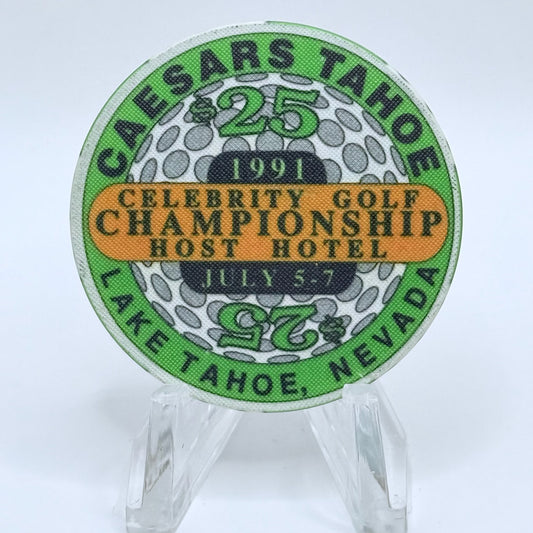 CAESARS TAHOE
$25
1991
CELEBRITY GOLF
CHAMPIONSHIP
HOST HOTEL
JULY 5-7
$25
LAKE TAHOE, NEVADA